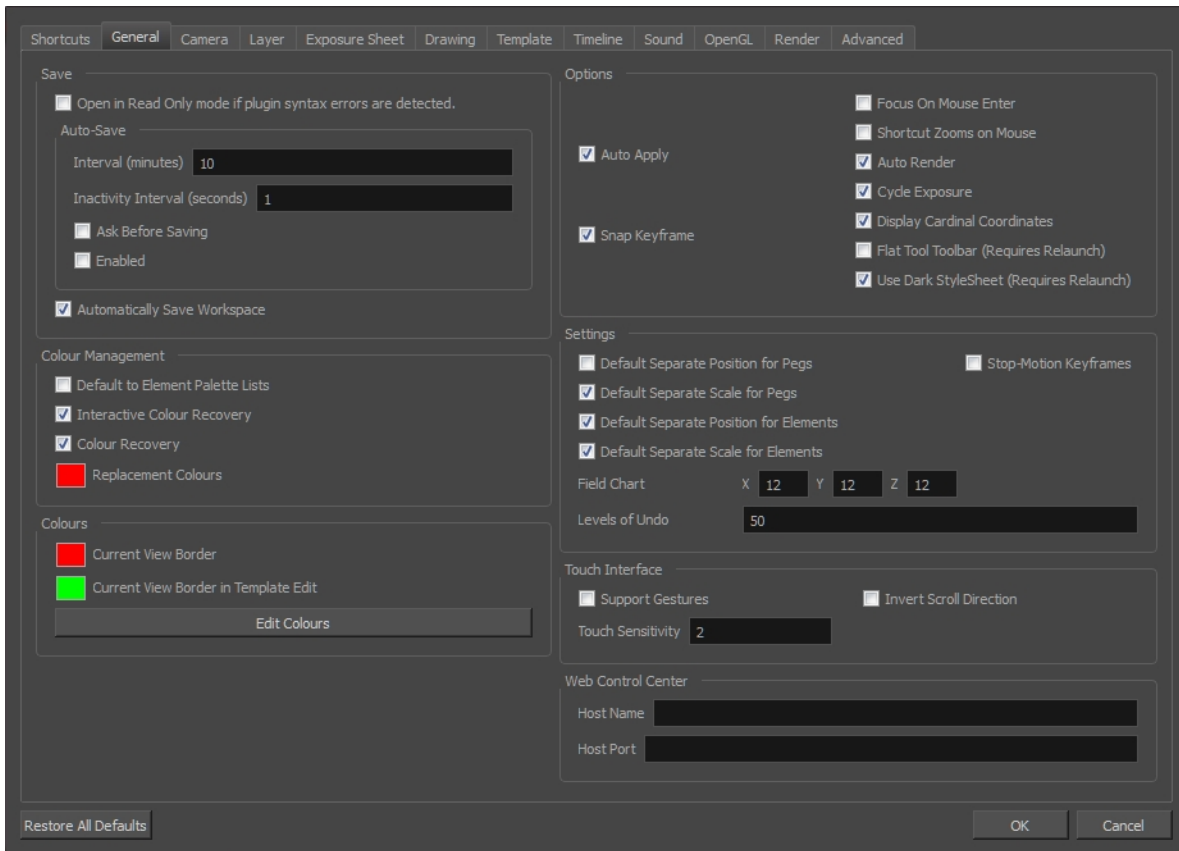 Shortcuts General Camera Layer Exposure Sheet Drawing Template Timeline Sound OpenGL Render Advanced
Save
Open in Read Only mode if plugin syntax errors are detected.
Auto-Save
Interval (minutes) 10
Inactivity Interval (seconds) 1
Ask Before Saving
Enabled
Automatically Save Workspace
Colour Management
Default to Element Palette Lists
Interactive Colour Recovery
Colour Recovery
Replacement Colours
Colours
Current View Border
Current View Border in Template Edit
Edit Colours
Options
Auto Apply
Snap Keyframe
Focus On Mouse Enter
Shortcut Zooms on Mouse
Auto Render
Cycle Exposure
Display Cardinal Coordinates
Flat Tool Toolbar (Requires Relaunch)
Use Dark StyleSheet (Requires Relaunch)
Settings
Default Separate Position for Pegs Stop-Motion Keyframes
Default Separate Scale for Pegs
Default Separate Position for Elements
Default Separate Scale for Elements
Field Chart X 12 Y 12 Z 12
Levels of Undo 50
Touch Interface
Support Gestures Invert Scroll Direction
Touch Sensitivity 2
Web Control Center
Host Name
Host Port
Restore All Defaults OK Cancel